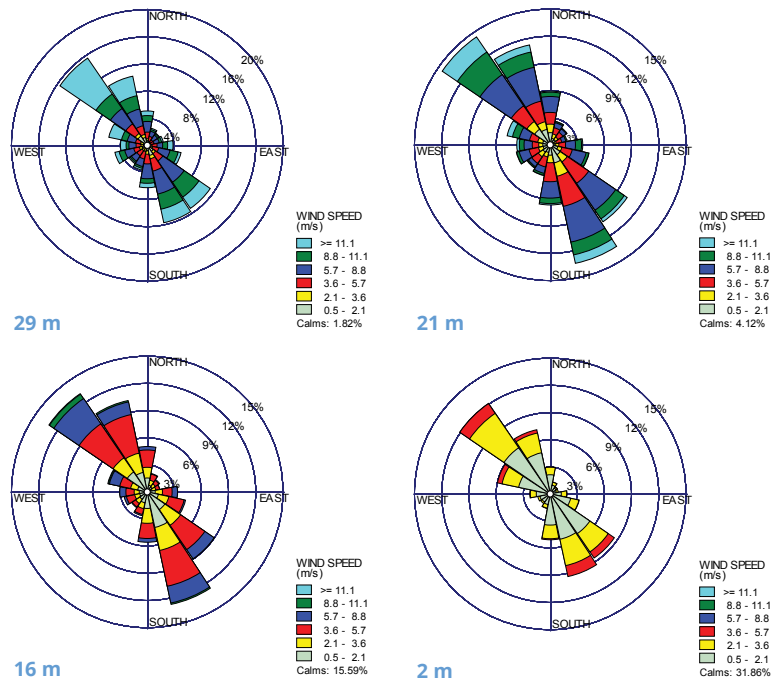 NORTH
20%
16%
12%
8%
4%
WEST
EAST
SOUTH
WIND SPEED
(m/s)
>= 11.1
8.8 - 11.1
5.7 - 8.8
3.6 - 5.7
2.1 - 3.6
0.5 - 2.1
Calms: 1.82%
29 m
NORTH
15%
12%
9%
6%
3%
WEST
EAST
SOUTH
WIND SPEED
(m/s)
>= 11.1
8.8 - 11.1
5.7 - 8.8
3.6 - 5.7
2.1 - 3.6
0.5 - 2.1
Calms: 4.12%
21 m
NORTH
15%
12%
9%
6%
3%
WEST
EAST
SOUTH
WIND SPEED
(m/s)
>= 11.1
8.8 - 11.1
5.7 - 8.8
3.6 - 5.7
2.1 - 3.6
0.5 - 2.1
Calms: 15.59%
16 m
NORTH
15%
12%
9%
6%
3%
WEST
EAST
SOUTH
WIND SPEED
(m/s)
>= 11.1
8.8 - 11.1
5.7 - 8.8
3.6 - 5.7
2.1 - 3.6
0.5 - 2.1
Calms: 31.86%
2 m